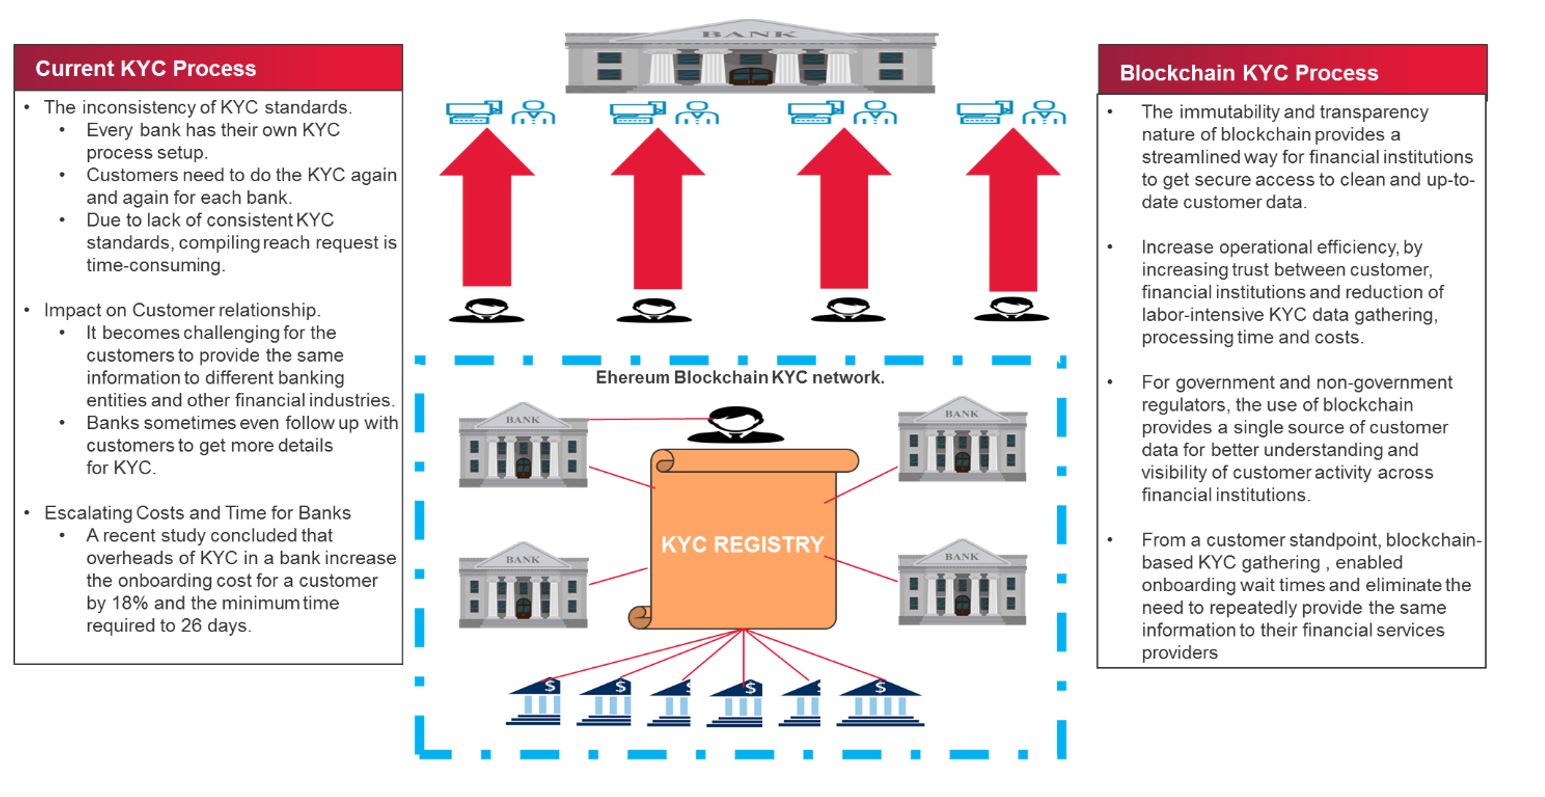 BANK
Current KYC Process
• The inconsistency of KYC standards.
• Every bank has their own KYC
process setup.
• Customers need to do the KYC again
and again for each bank.
• Due to lack of consistent KYC
standards, compiling reach request is
time-consuming.
• Impact on Customer relationship.
• It becomes challenging for the
customers to provide the same
information to different banking
entities and other financial industries.
• Banks sometimes even follow up with
customers to get more details
for KYC.
• Escalating Costs and Time for Banks
• A recent study concluded that
overheads of KYC in a bank increase
the onboarding cost for a customer
by 18% and the minimum time
required to 26 days.
Ehereum Blockchain KYC network.
BANK
BANK
KYC REGISTRY
BANK
BANK
$
$
$
$
$
$
Blockchain KYC Process
• The immutability and transparency
nature of blockchain provides a
streamlined way for financial institutions
to get secure access to clean and up-to-
date customer data.
• Increase operational efficiency, by
increasing trust between customer,
financial institutions and reduction of
labor-intensive KYC data gathering,
processing time and costs.
• For government and non-government
regulators, the use of blockchain
provides a single source of customer
data for better understanding and
visibility of customer activity across
financial institutions.
• From a customer standpoint, blockchain-
based KYC gathering , enabled
onboarding wait times and eliminate the
need to repeatedly provide the same
information to their financial services
providers